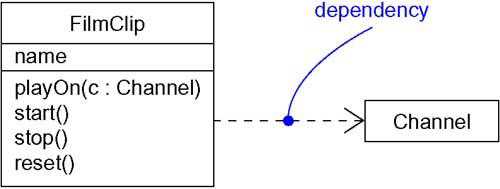 dependency
FilmClip
name
playOn(c : Channel)
start()
stop()
reset()
Channel